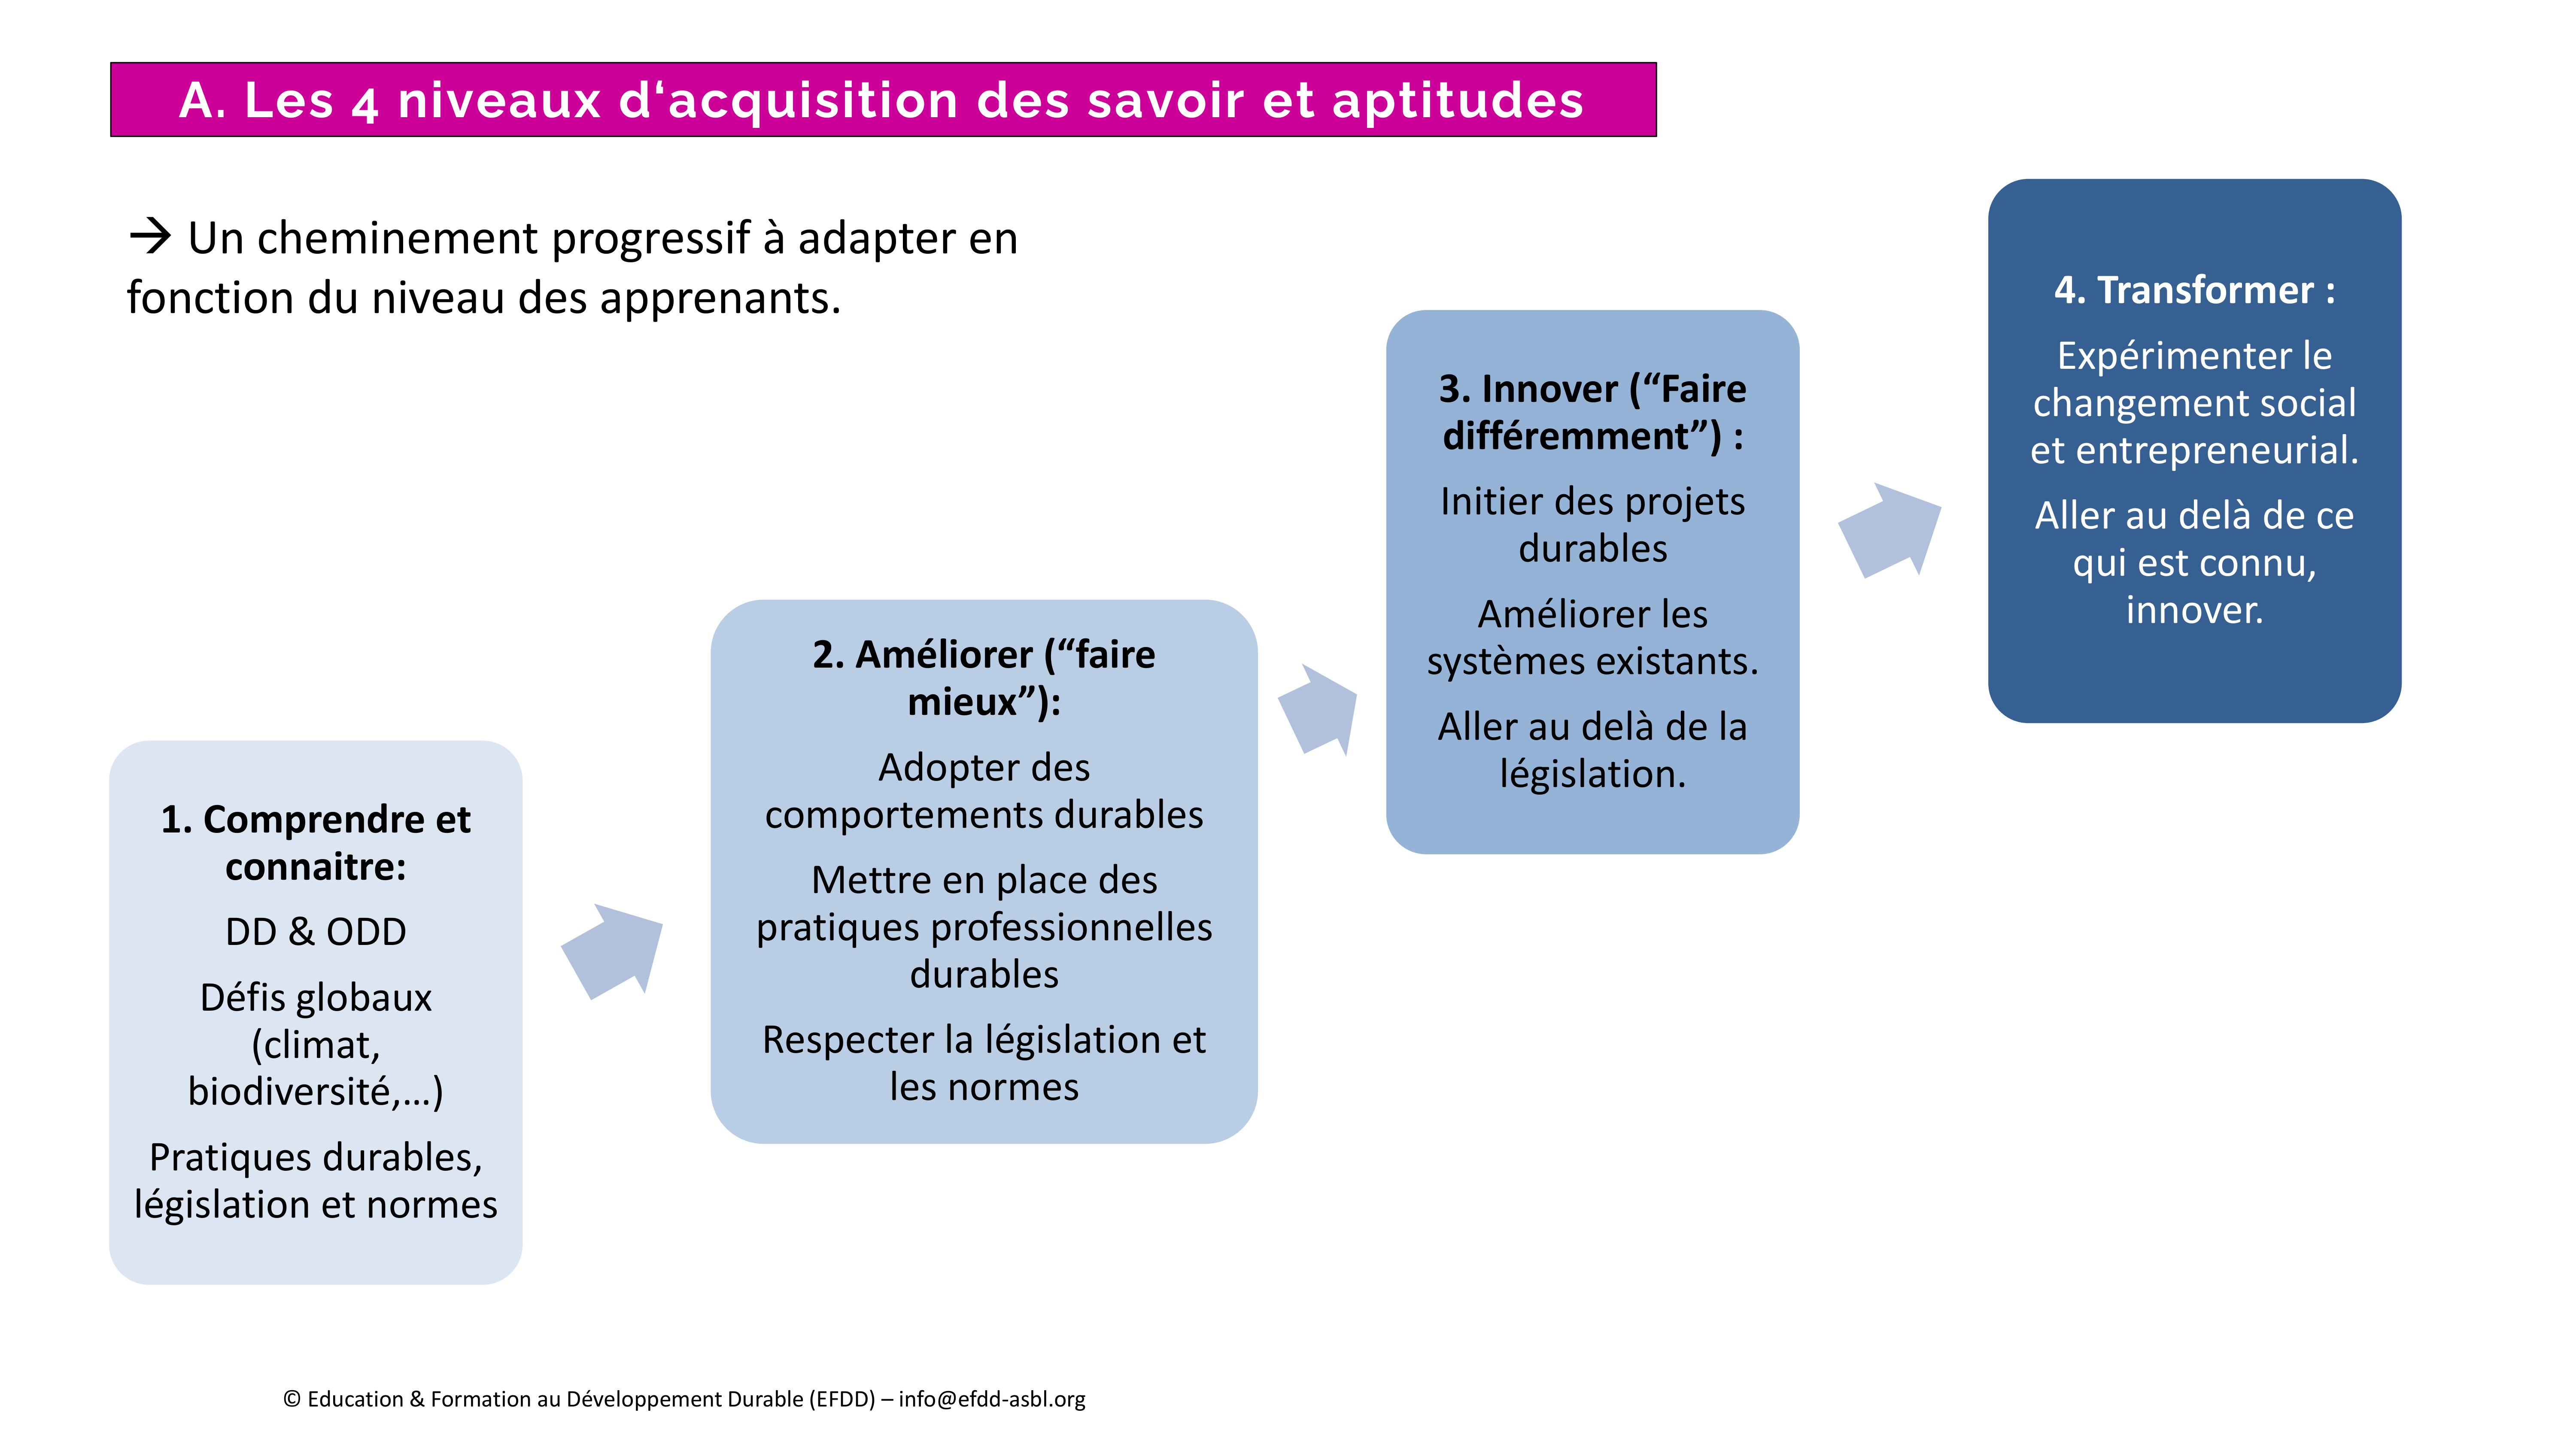 A. Les 4 niveaux d‘acquisition des savoir et aptitudes
→ Un cheminement progressif à adapter en
fonction du niveau des apprenants.
1. Comprendre et
connaitre:
DD & ODD
Défis globaux
(climat,
biodiversité,...)
Pratiques durables,
législation et normes
2. Améliorer (“faire
mieux”):
Adopter des
comportements durables
Mettre en place des
pratiques professionnelles
durables
Respecter la législation et
les normes
3. Innover (“Faire
différemment”) :
Initier des projets
durables
Améliorer les
systèmes existants.
Aller au delà de la
législation.
4. Transformer :
Expérimenter le
changement social
et entrepreneurial.
Aller au delà de ce
qui est connu,
innover.
© Education & Formation au Développement Durable (EFDD) – info@efdd-asbl.org